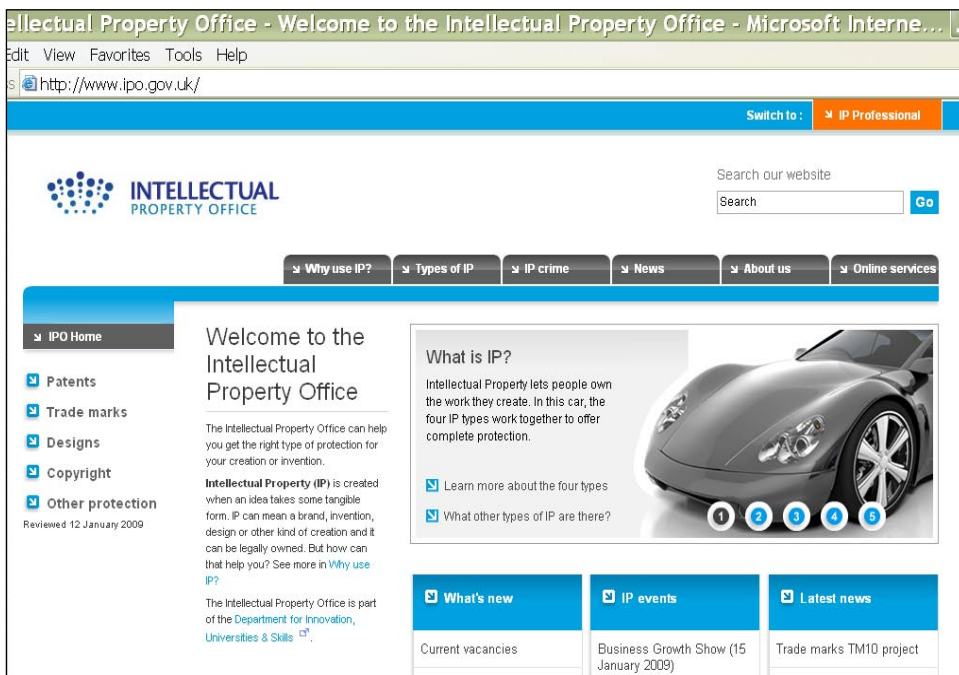 ellectual Property Office - Welcome to the Intellectual Property Office - Microsoft Interne...
Edit View Favorites Tools Help
s http://www.ipo.gov.uk/
Switch to : IP Professional
INTELLECTUAL
PROPERTY OFFICE
Search our website
Search Go
Why use IP? Types of IP IP crime News About us Online services
IPO Home
Patents
Trade marks
Designs
Copyright
Other protection
Reviewed 12 January 2009
Welcome to the
Intellectual
Property Office
The Intellectual Property Office can help
you get the right type of protection for
your creation or invention.
Intellectual Property (IP) is created
when an idea takes some tangible
form. IP can mean a brand, invention,
design or other kind of creation and it
can be legally owned. But how can
that help you? See more in Why use
IP?
The Intellectual Property Office is part
of the Department for Innovation,
Universities & Skills .
What is IP?
Intellectual Property lets people own
the work they create. In this car, the
four IP types work together to offer
complete protection.
Learn more about the four types
What other types of IP are there?
1 2 3 4 5
What's new
Current vacancies
IP events
Business Growth Show (15
January 2009)
Latest news
Trade marks TM10 project